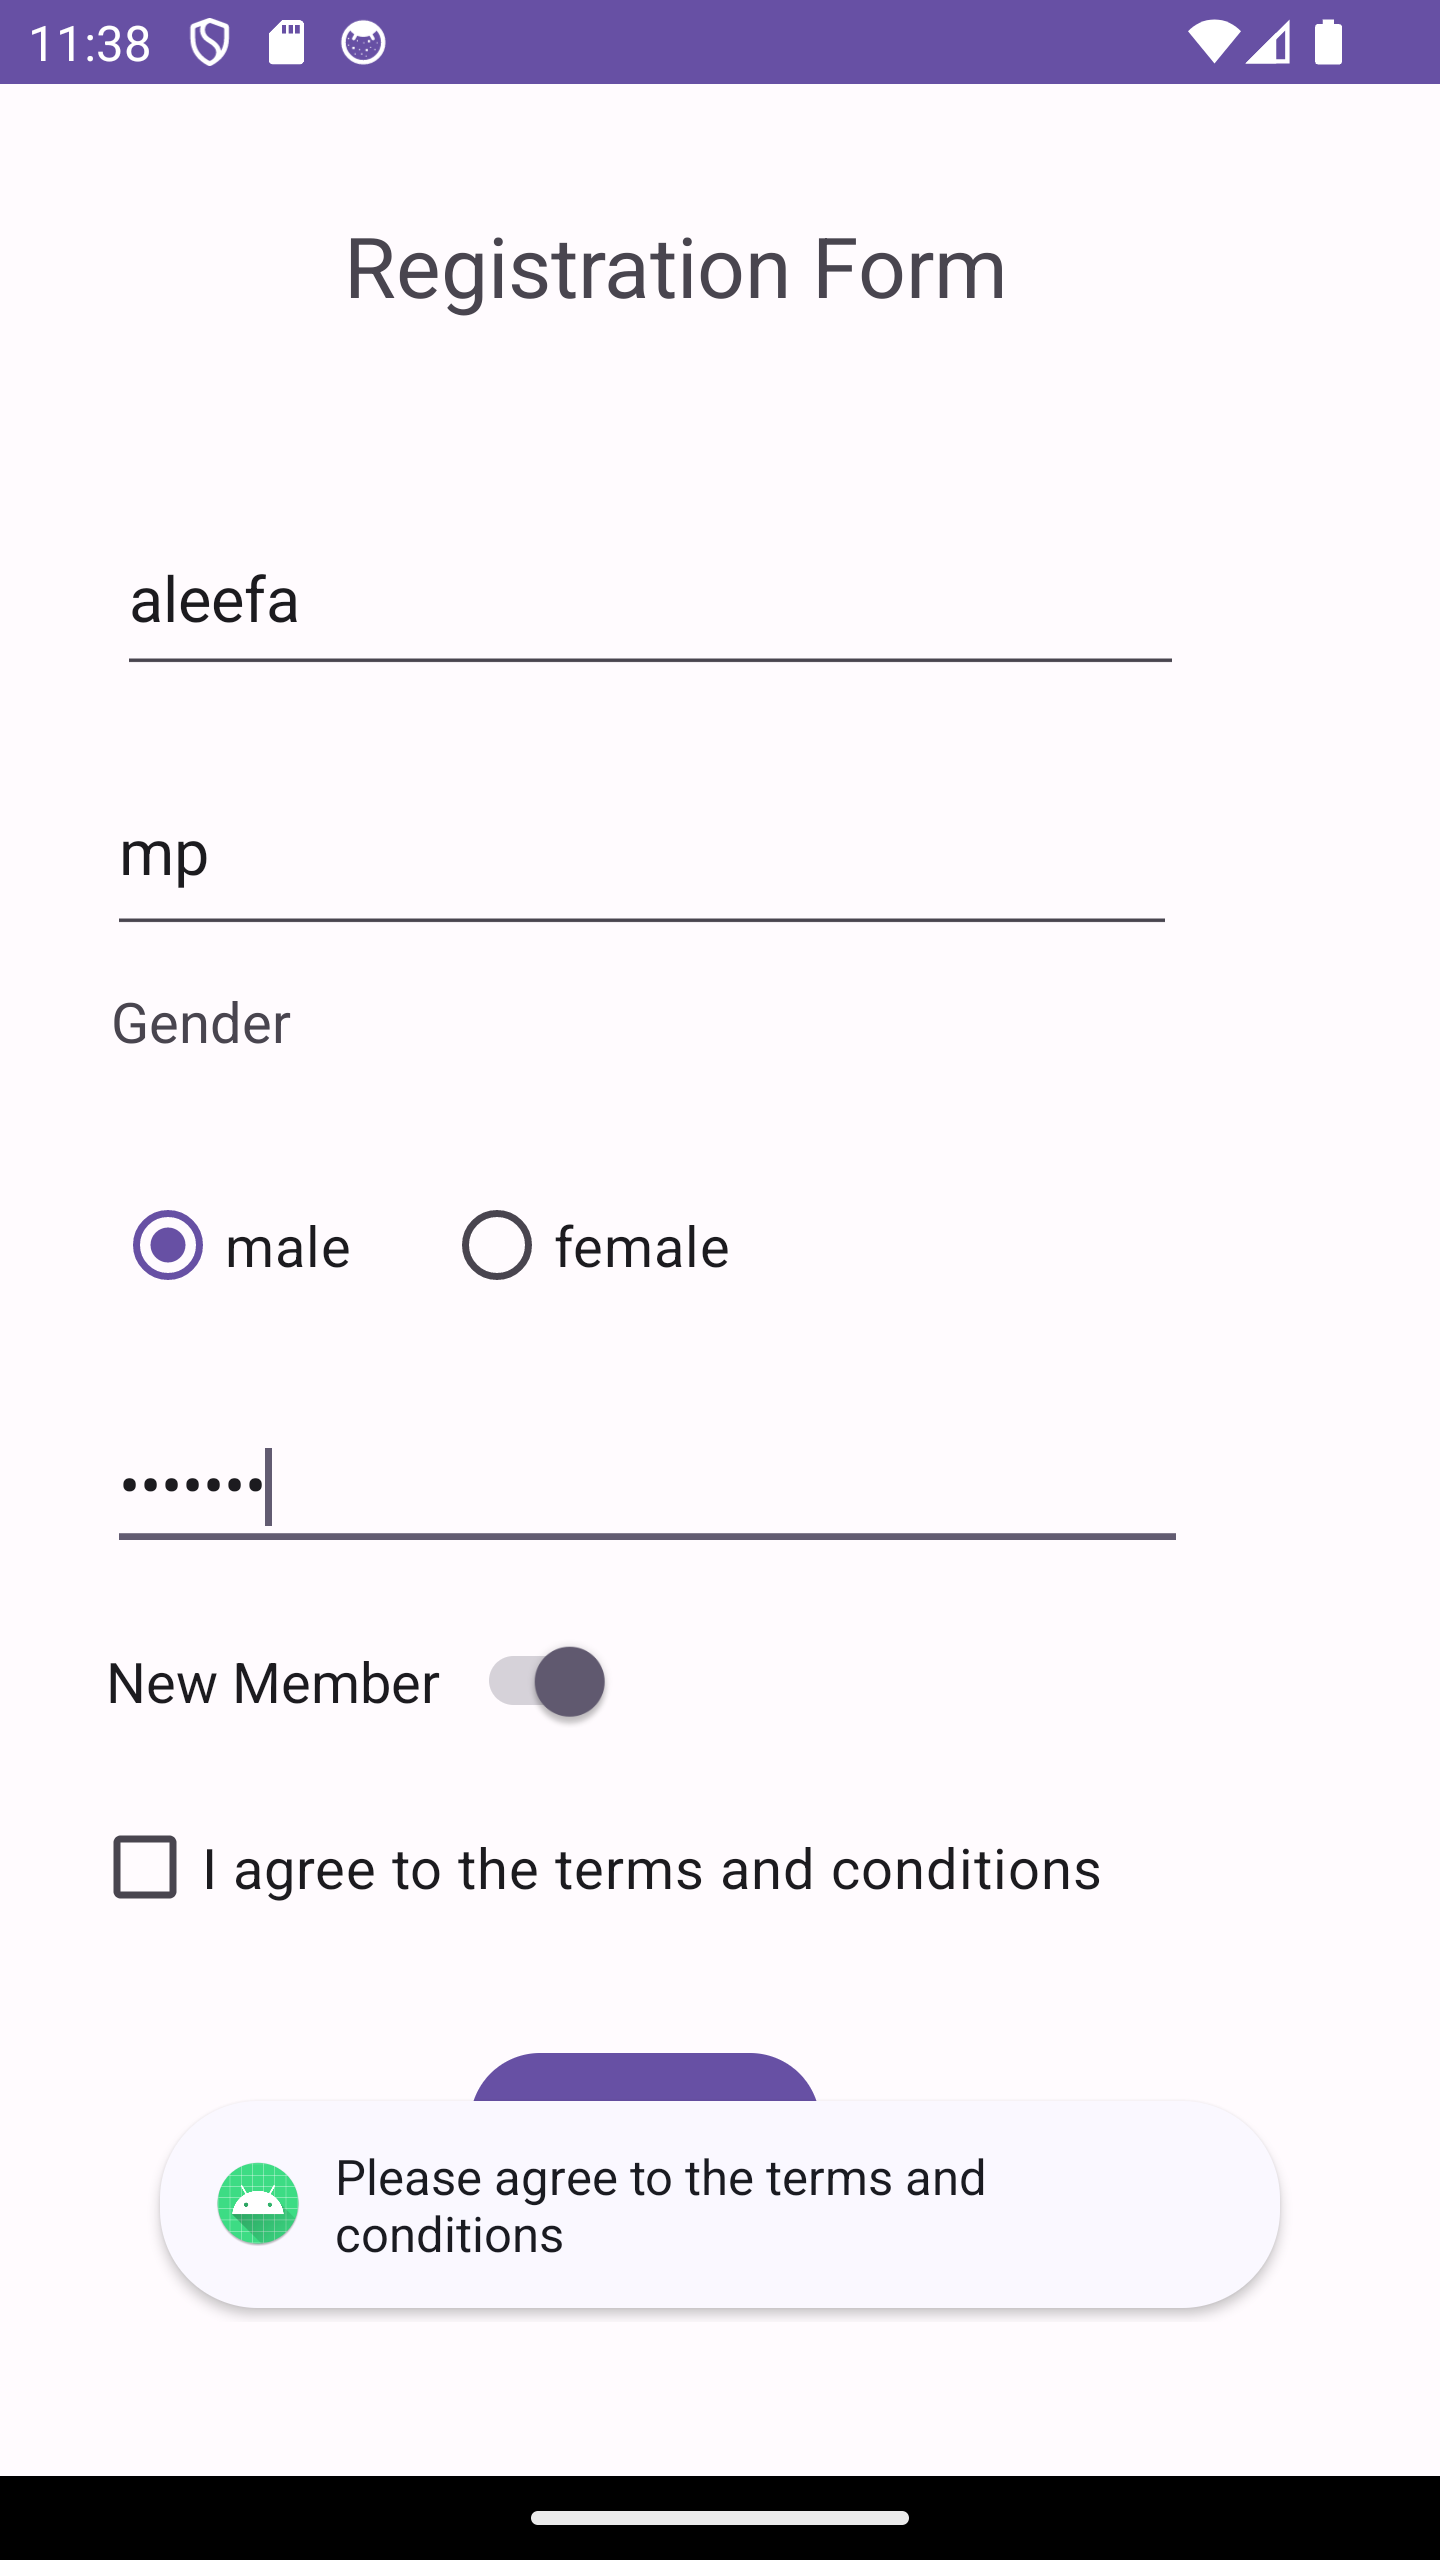 11:38
Registration Form
aleefa
mp
Gender
male female
•••••••
New Member
I agree to the terms and conditions
Please agree to the terms and
conditions